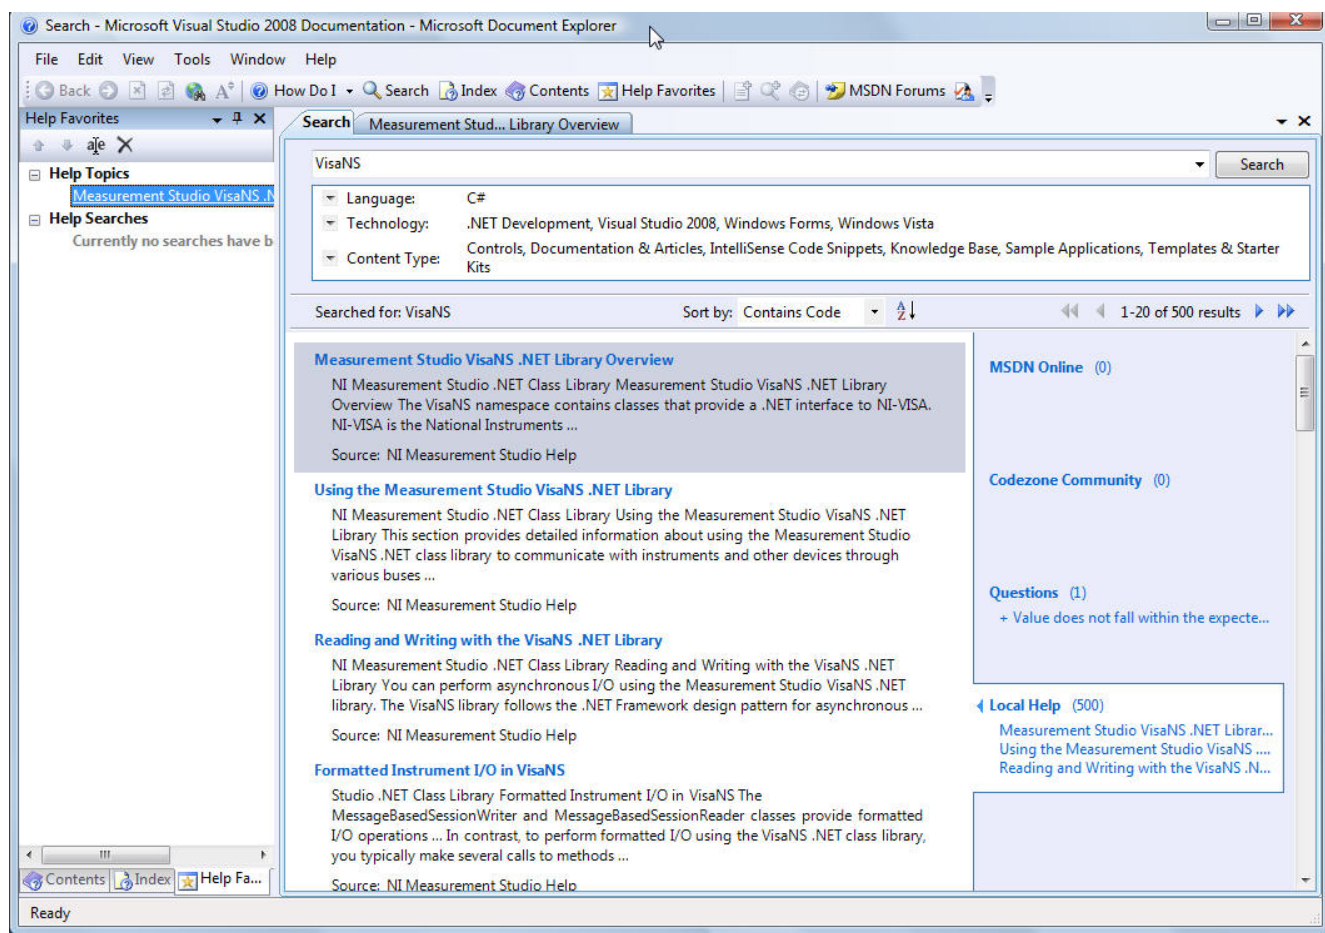 Search - Microsoft Visual Studio 2008 Documentation - Microsoft Document Explorer
File Edit View Tools Window Help
Back How Do I Search Index Contents Help Favorites MSDN Forums
Help Favorites
Help Topics
Measurement Studio VisaNS .N
Help Searches
Currently no searches have b
Search Measurement Stud... Library Overview
VisaNS Search
Language: C#
Technology: .NET Development, Visual Studio 2008, Windows Forms, Windows Vista
Content Type: Controls, Documentation & Articles, IntelliSense Code Snippets, Knowledge Base, Sample Applications, Templates & Starter
Kits
Searched for: VisaNS Sort by: Contains Code 1-20 of 500 results
Measurement Studio VisaNS .NET Library Overview
NI Measurement Studio .NET Class Library Measurement Studio VisaNS .NET Library
Overview The VisaNS namespace contains classes that provide a .NET interface to NI-VISA.
NI-VISA is the National Instruments ...
Source: NI Measurement Studio Help
Using the Measurement Studio VisaNS .NET Library
NI Measurement Studio .NET Class Library Using the Measurement Studio VisaNS .NET
Library This section provides detailed information about using the Measurement Studio
VisaNS .NET class library to communicate with instruments and other devices through
various buses ...
Source: NI Measurement Studio Help
Reading and Writing with the VisaNS .NET Library
NI Measurement Studio .NET Class Library Reading and Writing with the VisaNS .NET
Library You can perform asynchronous I/O using the Measurement Studio VisaNS .NET
library. The VisaNS library follows the .NET Framework design pattern for asynchronous ...
Source: NI Measurement Studio Help
Formatted Instrument I/O in VisaNS
Studio .NET Class Library Formatted Instrument I/O in VisaNS The
MessageBasedSessionWriter and MessageBasedSessionReader classes provide formatted
I/O operations ... In contrast, to perform formatted I/O using the VisaNS .NET class library,
you typically make several calls to methods ...
Source: NI Measurement Studio Help
MSDN Online (0)
Codezone Community (0)
Questions (1)
+ Value does not fall within the expecte...
Local Help (500)
Measurement Studio VisaNS .NET Librar...
Using the Measurement Studio VisaNS ....
Reading and Writing with the VisaNS .N...
Contents Index Help Fa...
Ready